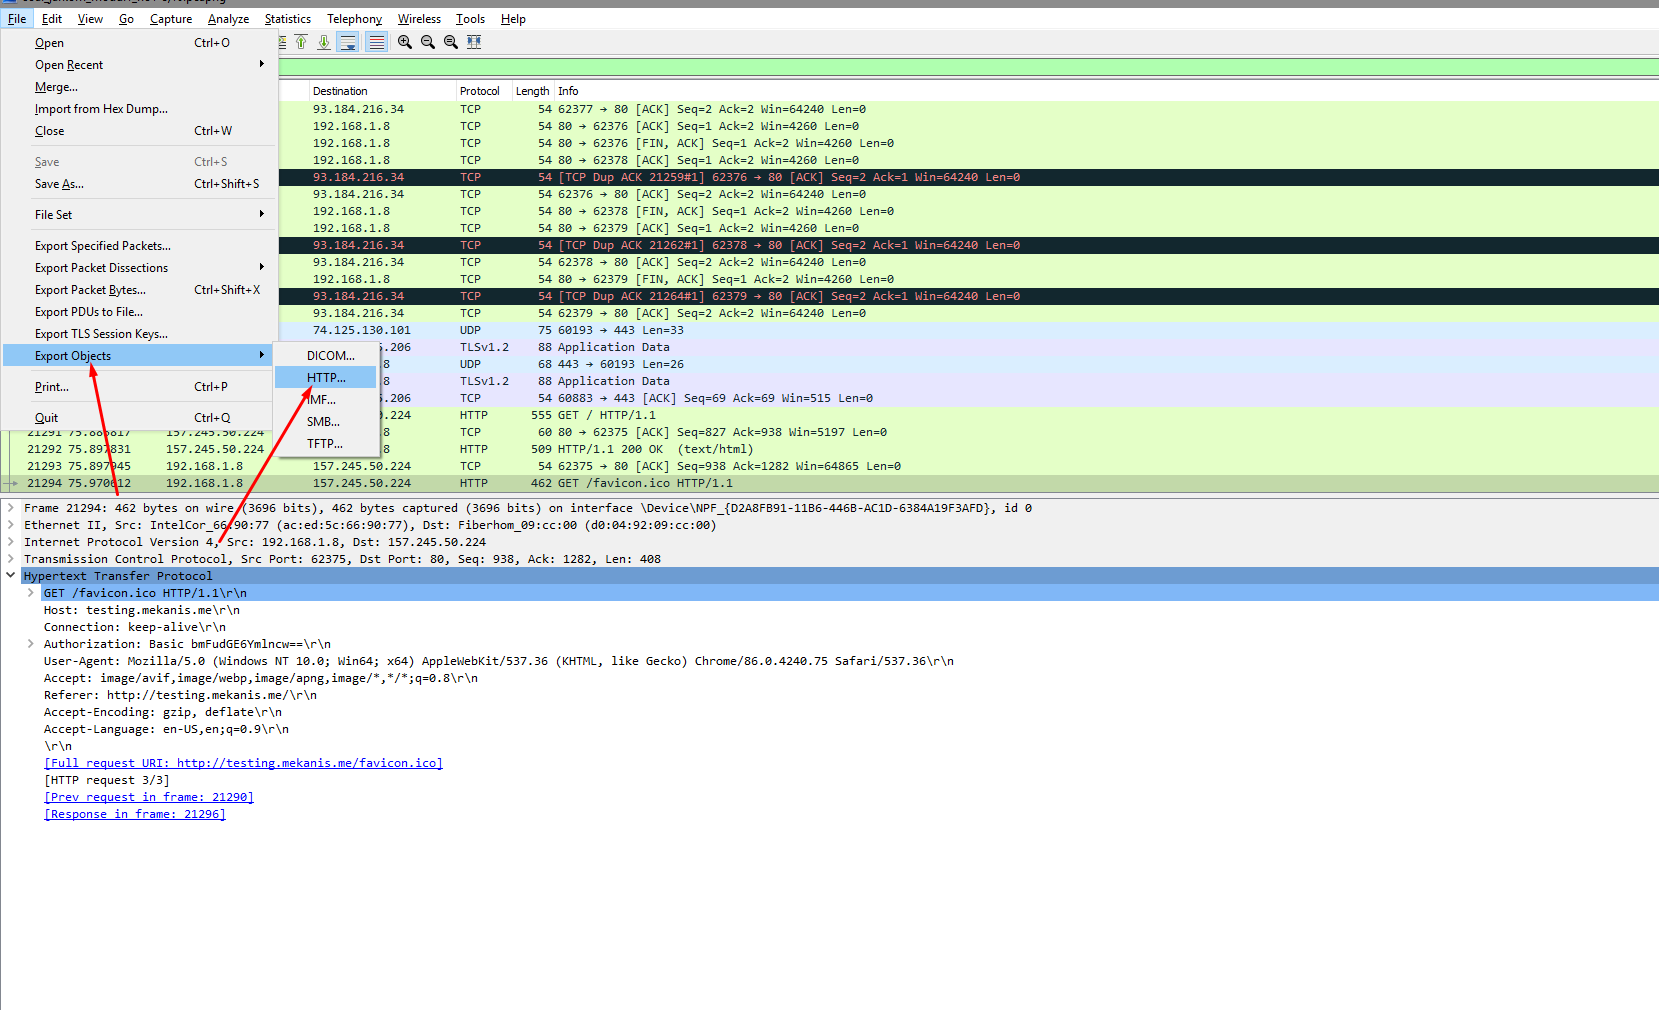 File Edit View Go Capture Analyze Statistics Telephony Wireless Tools Help
Open Ctrl+O
Open Recent
Merge...
Import from Hex Dump...
Close Ctrl+W
Save Ctrl+S
Save As... Ctrl+Shift+S
File Set
Export Specified Packets...
Export Packet Dissections
Export Packet Bytes... Ctrl+Shift+X
Export PDUs to File...
Export TLS Session Keys...
Export Objects
Print... Ctrl+P
Quit Ctrl+Q
DICOM...
HTTP...
IMF...
SMB...
TFTP...
Destination Protocol Length Info
93.184.216.34 TCP 54 62377 → 80 [ACK] Seq=2 Ack=2 Win=64240 Len=0
192.168.1.8 TCP 54 80 → 62376 [ACK] Seq=1 Ack=2 Win=4260 Len=0
192.168.1.8 TCP 54 80 → 62376 [FIN, ACK] Seq=1 Ack=2 Win=4260 Len=0
192.168.1.8 TCP 54 80 → 62378 [ACK] Seq=1 Ack=2 Win=4260 Len=0
93.184.216.34 TCP 54 [TCP Dup ACK 21259#1] 62376 → 80 [ACK] Seq=2 Ack=1 Win=64240 Len=0
93.184.216.34 TCP 54 62376 → 80 [ACK] Seq=2 Ack=2 Win=64240 Len=0
192.168.1.8 TCP 54 80 → 62378 [FIN, ACK] Seq=1 Ack=2 Win=4260 Len=0
192.168.1.8 TCP 54 80 → 62379 [ACK] Seq=1 Ack=2 Win=4260 Len=0
93.184.216.34 TCP 54 [TCP Dup ACK 21262#1] 62378 → 80 [ACK] Seq=2 Ack=1 Win=64240 Len=0
93.184.216.34 TCP 54 62378 → 80 [ACK] Seq=2 Ack=2 Win=64240 Len=0
192.168.1.8 TCP 54 80 → 62379 [FIN, ACK] Seq=1 Ack=2 Win=4260 Len=0
93.184.216.34 TCP 54 [TCP Dup ACK 21264#1] 62379 → 80 [ACK] Seq=2 Ack=1 Win=64240 Len=0
93.184.216.34 TCP 54 62379 → 80 [ACK] Seq=2 Ack=2 Win=64240 Len=0
74.125.130.101 UDP 75 60193 → 443 Len=33
.206 TLSv1.2 88 Application Data
.8 UDP 68 443 → 60193 Len=26
.8 TLSv1.2 88 Application Data
.206 TCP 54 60883 → 443 [ACK] Seq=69 Ack=69 Win=515 Len=0
0.224 HTTP 555 GET / HTTP/1.1
21291 75.885817 157.245.50.224 .8 TCP 60 80 → 62375 [ACK] Seq=827 Ack=938 Win=5197 Len=0
21292 75.897831 157.245.50.224 .8 HTTP 509 HTTP/1.1 200 OK (text/html)
21293 75.897945 192.168.1.8 157.245.50.224 TCP 54 62375 → 80 [ACK] Seq=938 Ack=1282 Win=64865 Len=0
21294 75.970612 192.168.1.8 157.245.50.224 HTTP 462 GET /favicon.ico HTTP/1.1
Frame 21294: 462 bytes on wire (3696 bits), 462 bytes captured (3696 bits) on interface \Device\NPF_{D2A8FB91-11B6-446B-AC1D-6384A19F3AFD}, id 0
Ethernet II, Src: IntelCor_66:90:77 (ac:ed:5c:66:90:77), Dst: Fiberhom_09:cc:00 (d0:04:92:09:cc:00)
Internet Protocol Version 4, Src: 192.168.1.8, Dst: 157.245.50.224
Transmission Control Protocol, Src Port: 62375, Dst Port: 80, Seq: 938, Ack: 1282, Len: 408
Hypertext Transfer Protocol
GET /favicon.ico HTTP/1.1\r\n
Host: testing.mekanis.me\r\n
Connection: keep-alive\r\n
Authorization: Basic bmFudGE6Ymlncw==\r\n
User-Agent: Mozilla/5.0 (Windows NT 10.0; Win64; x64) AppleWebKit/537.36 (KHTML, like Gecko) Chrome/86.0.4240.75 Safari/537.36\r\n
Accept: image/avif,image/webp,image/apng,image/*,*/*;q=0.8\r\n
Referer: http://testing.mekanis.me/\r\n
Accept-Encoding: gzip, deflate\r\n
Accept-Language: en-US,en;q=0.9\r\n
\r\n
[Full request URI: http://testing.mekanis.me/favicon.ico]
[HTTP request 3/3]
[Prev request in frame: 21290]
[Response in frame: 21296]